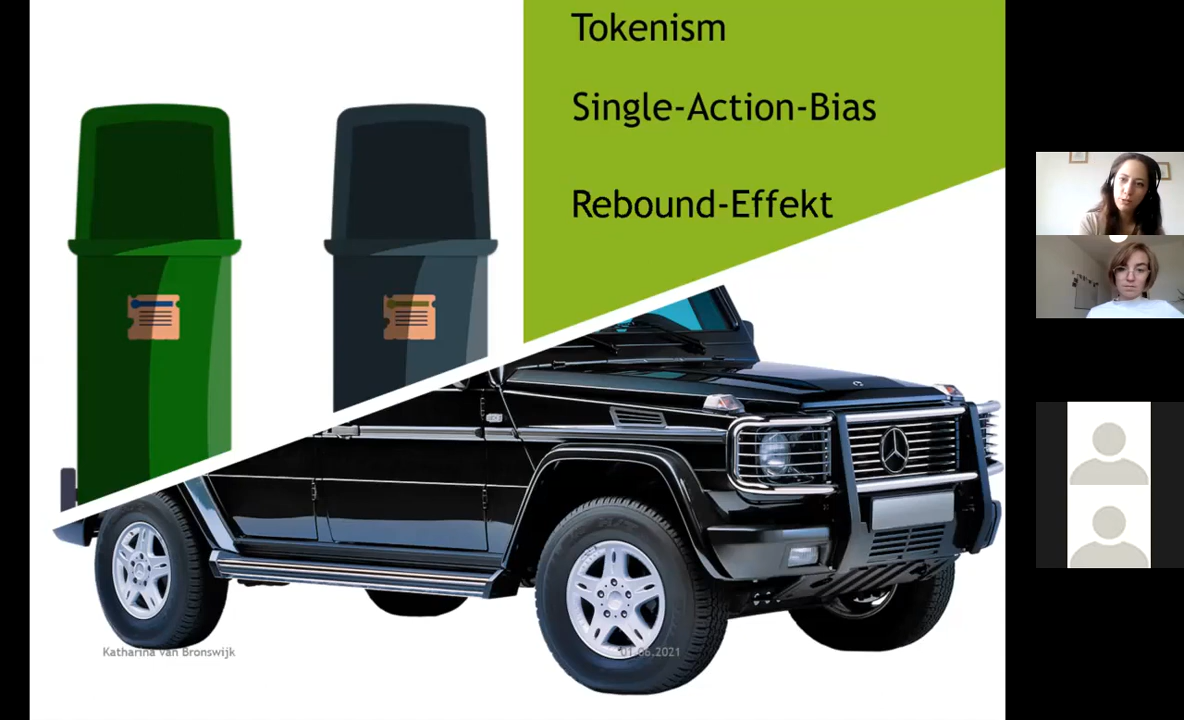 Tokenism
Single-Action-Bias
Rebound-Effekt
Katharina van Bronswijk
01.06.2021